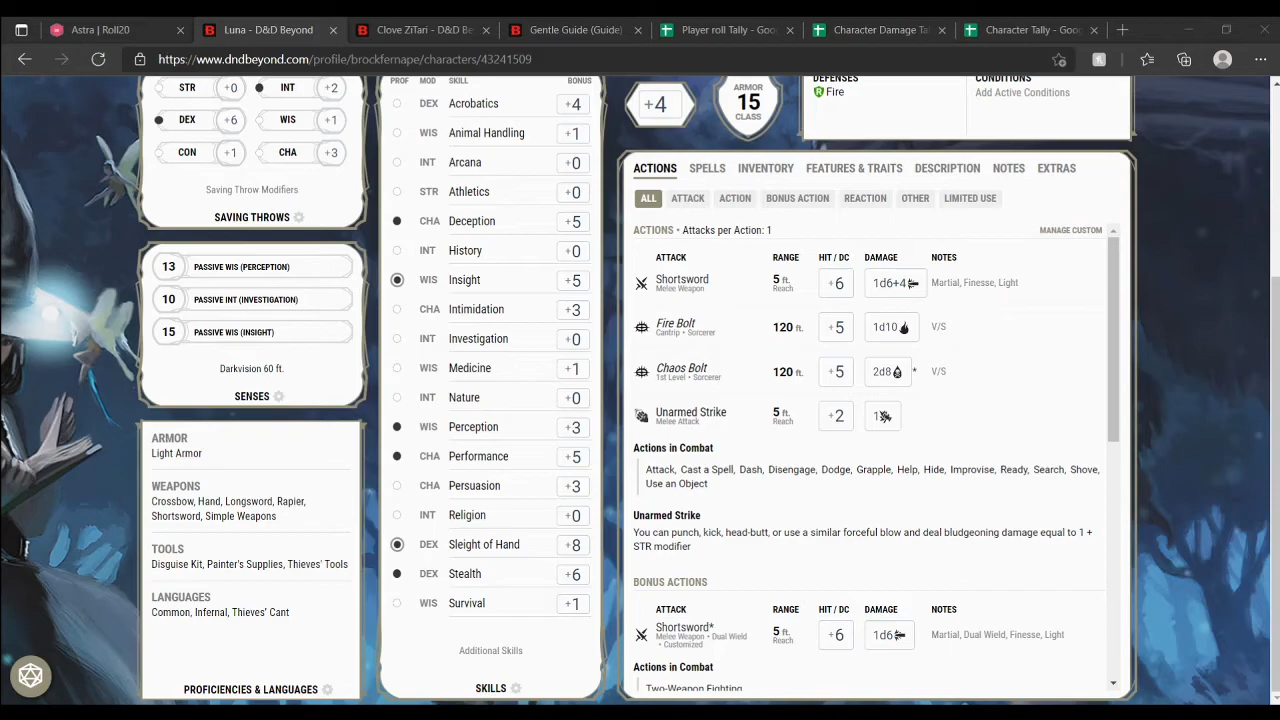 Astra | Roll20
Luna - D&D Beyond
Clove ZiTari - D&D Be
Gentle Guide (Guide)
Player roll Tally - Goo
Character Damage Ta
Character Tally - Goog
https://www.dndbeyond.com/profile/brockfernape/characters/43241509
STR +0 INT +2
DEX +6 WIS +1
CON +1 CHA +3
Saving Throw Modifiers
SAVING THROWS
13 PASSIVE WIS (PERCEPTION)
10 PASSIVE INT (INVESTIGATION)
15 PASSIVE WIS (INSIGHT)
Darkvision 60 ft.
SENSES
ARMOR
Light Armor
WEAPONS
Crossbow, Hand, Longsword, Rapier,
Shortsword, Simple Weapons
TOOLS
Disguise Kit, Painter's Supplies, Thieves' Tools
LANGUAGES
Common, Infernal, Thieves' Cant
PROFICIENCIES & LANGUAGES
PROF MOD SKILL BONUS
DEX Acrobatics +4
WIS Animal Handling +1
INT Arcana +0
STR Athletics +0
CHA Deception +5
INT History +0
WIS Insight +5
CHA Intimidation +3
INT Investigation +0
WIS Medicine +1
INT Nature +0
WIS Perception +3
CHA Performance +5
CHA Persuasion +3
INT Religion +0
DEX Sleight of Hand +8
DEX Stealth +6
WIS Survival +1
Additional Skills
SKILLS
+4
ARMOR
15
CLASS
DEFENSES
R Fire
CONDITIONS
Add Active Conditions
ACTIONS SPELLS INVENTORY FEATURES & TRAITS DESCRIPTION NOTES EXTRAS
ALL ATTACK ACTION BONUS ACTION REACTION OTHER LIMITED USE
ACTIONS • Attacks per Action: 1 MANAGE CUSTOM
ATTACK RANGE HIT / DC DAMAGE NOTES
Shortsword 5 ft. +6 1d6+4 Martial, Finesse, Light
Melee Weapon Reach
Fire Bolt 120 ft. +5 1d10 V/S
Cantrip • Sorcerer
Chaos Bolt 120 ft. +5 2d8 * V/S
1st Level • Sorcerer
Unarmed Strike 5 ft. +2 1
Melee Attack Reach
Actions in Combat
Attack, Cast a Spell, Dash, Disengage, Dodge, Grapple, Help, Hide, Improvise, Ready, Search, Shove,
Use an Object
Unarmed Strike
You can punch, kick, head-butt, or use a similar forceful blow and deal bludgeoning damage equal to 1 +
STR modifier
BONUS ACTIONS
ATTACK RANGE HIT / DC DAMAGE NOTES
Shortsword* 5 ft. +6 1d6 Martial, Dual Wield, Finesse, Light
Melee Weapon • Dual Wield Reach
• Customized
Actions in Combat
Two-Weapon Fighting